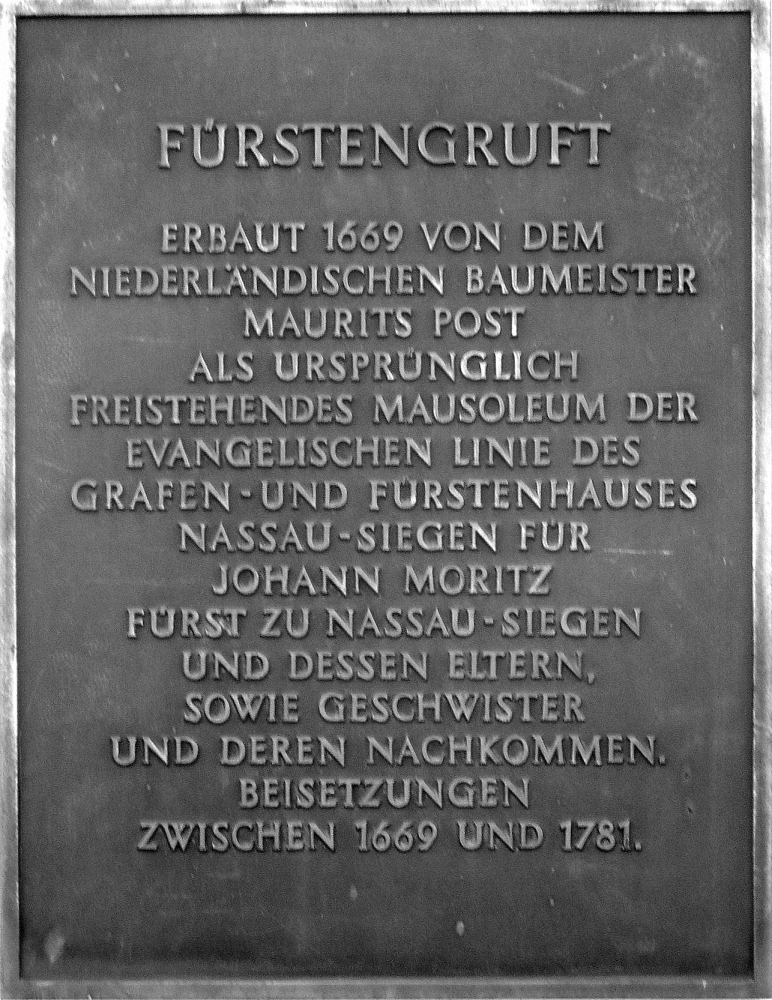 FÜRSTENGRUFT
ERBAUT 1669 VON DEM
NIEDERLÄNDISCHEN BAUMEISTER
MAURITS POST
ALS URSPRÜNGLICH
FREISTEHENDES MAUSOLEUM DER
EVANGELISCHEN LINIE DES
GRAFEN-UND FÜRSTENHAUSES
NASSAU-SIEGEN FÜR
JOHANN MORITZ
FÜRST ZU NASSAU-SIEGEN
UND DESSEN ELTERN,
SOWIE GESCHWISTER
UND DEREN NACHKOMMEN.
BEISETZUNGEN
ZWISCHEN 1669 UND 1781.